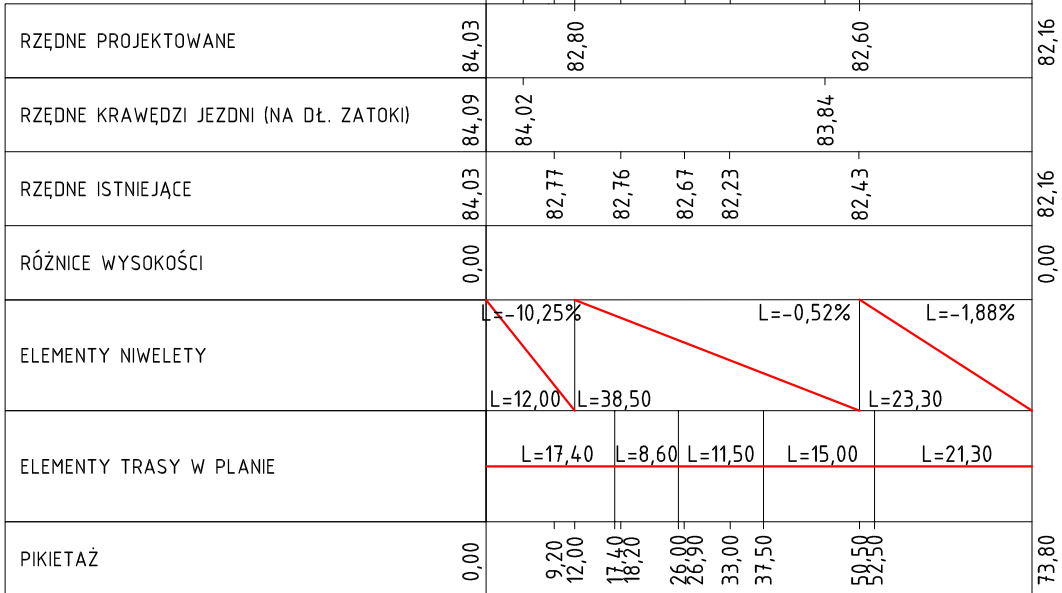 RZĘDNE PROJEKTOWANE 84,03 82,80 82,60 82,16
RZĘDNE KRAWĘDZI JEZDNI (NA DŁ. ZATOKI) 84,09 84,02 83,84
RZĘDNE ISTNIEJĄCE 84,03 82,77 82,76 82,67 82,23 82,43 82,16
RÓŻNICE WYSOKOŚCI 0,00 0,00
L=-10,25% L=-0,52% L=-1,88%
ELEMENTY NIWELETY
L=12,00 L=38,50 L=23,30
L=17,40 L=8,60 L=11,50 L=15,00 L=21,30
ELEMENTY TRASY W PLANIE
PIKIETAŻ 0,00 9,20 12,00 17,40 18,20 26,00 26,90 33,00 37,50 50,50 52,50 73,80